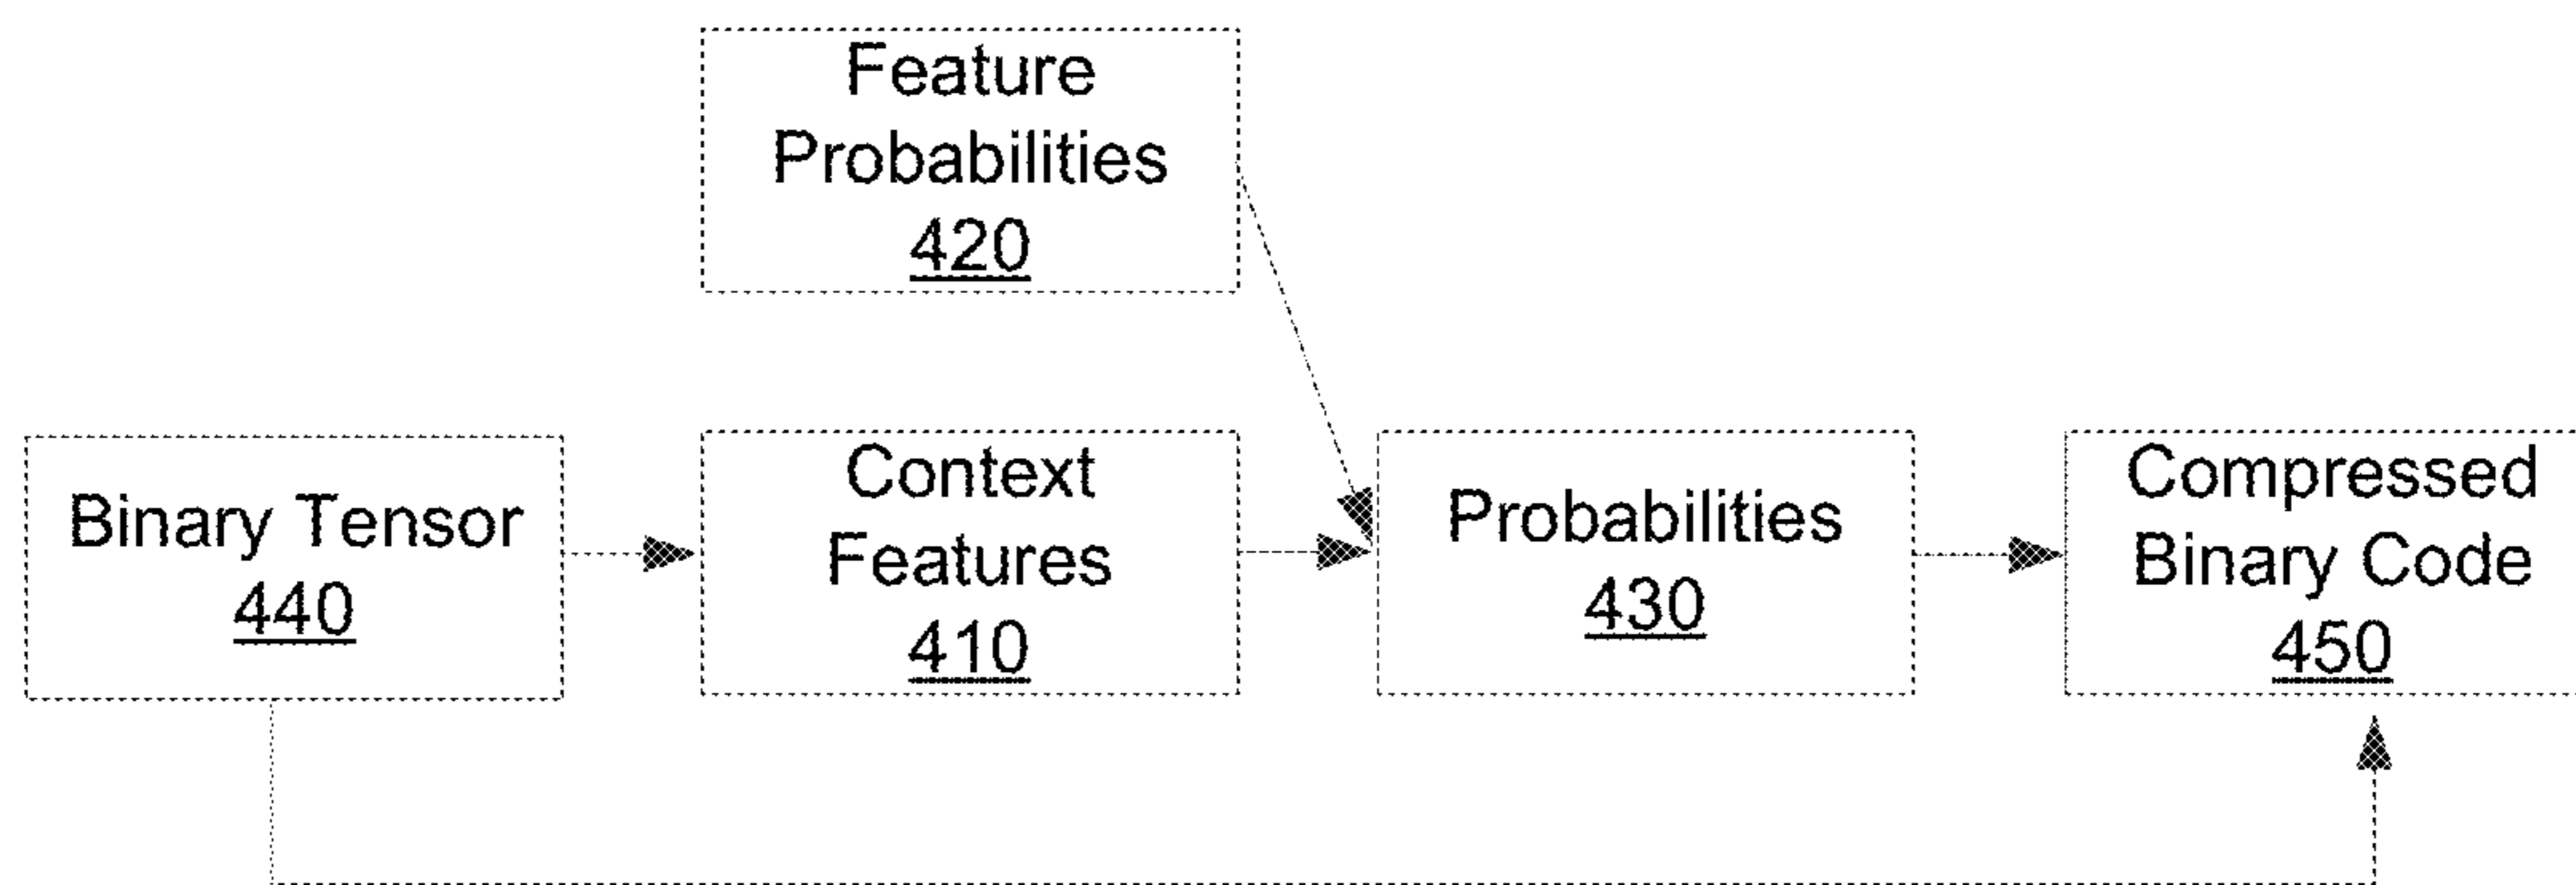 Feature
Probabilities
420
Binary Tensor
440
Context
Features
410
Probabilities
430
Compressed
Binary Code
450